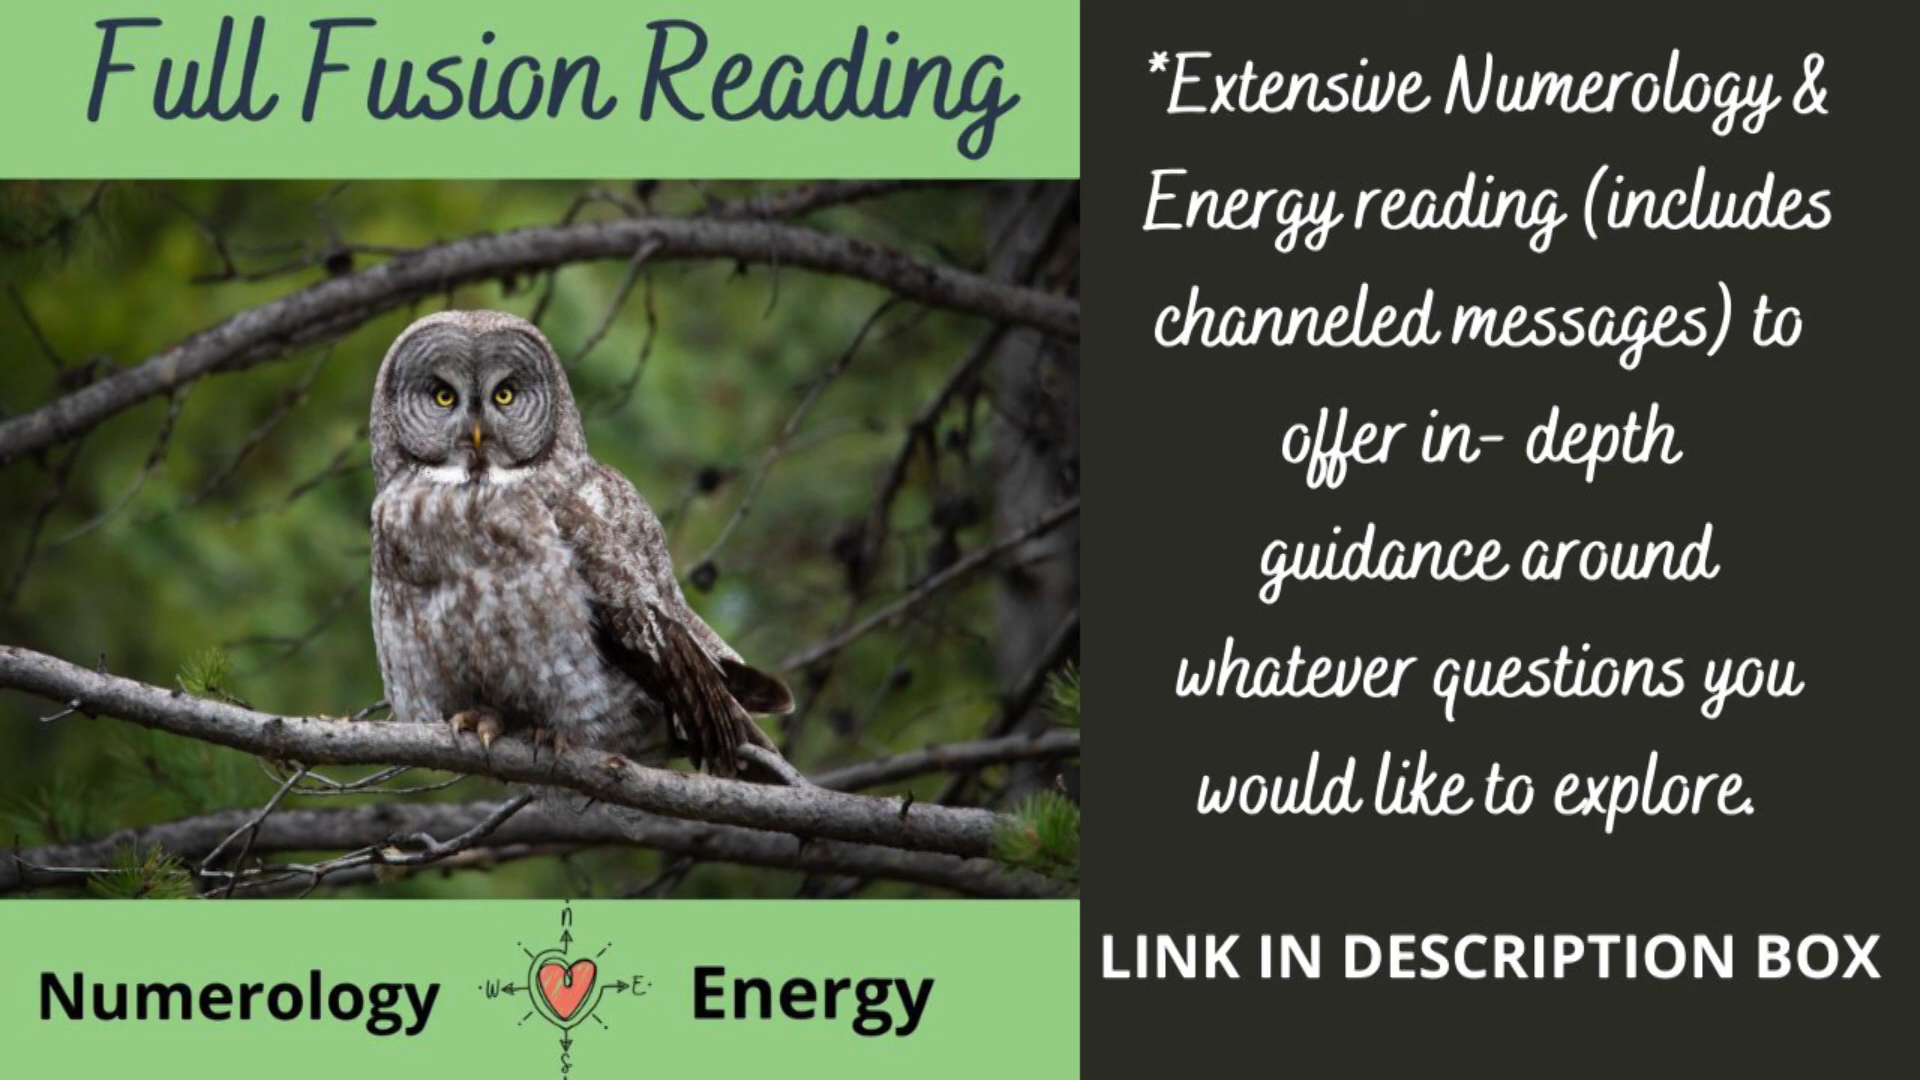 Full Fusion Reading
*Extensive Numerology &
Energy reading (includes
channeled messages) to
offer in- depth
guidance around
whatever questions you
would like to explore.
LINK IN DESCRIPTION BOX
n
Numerology
W
E
Energy
S